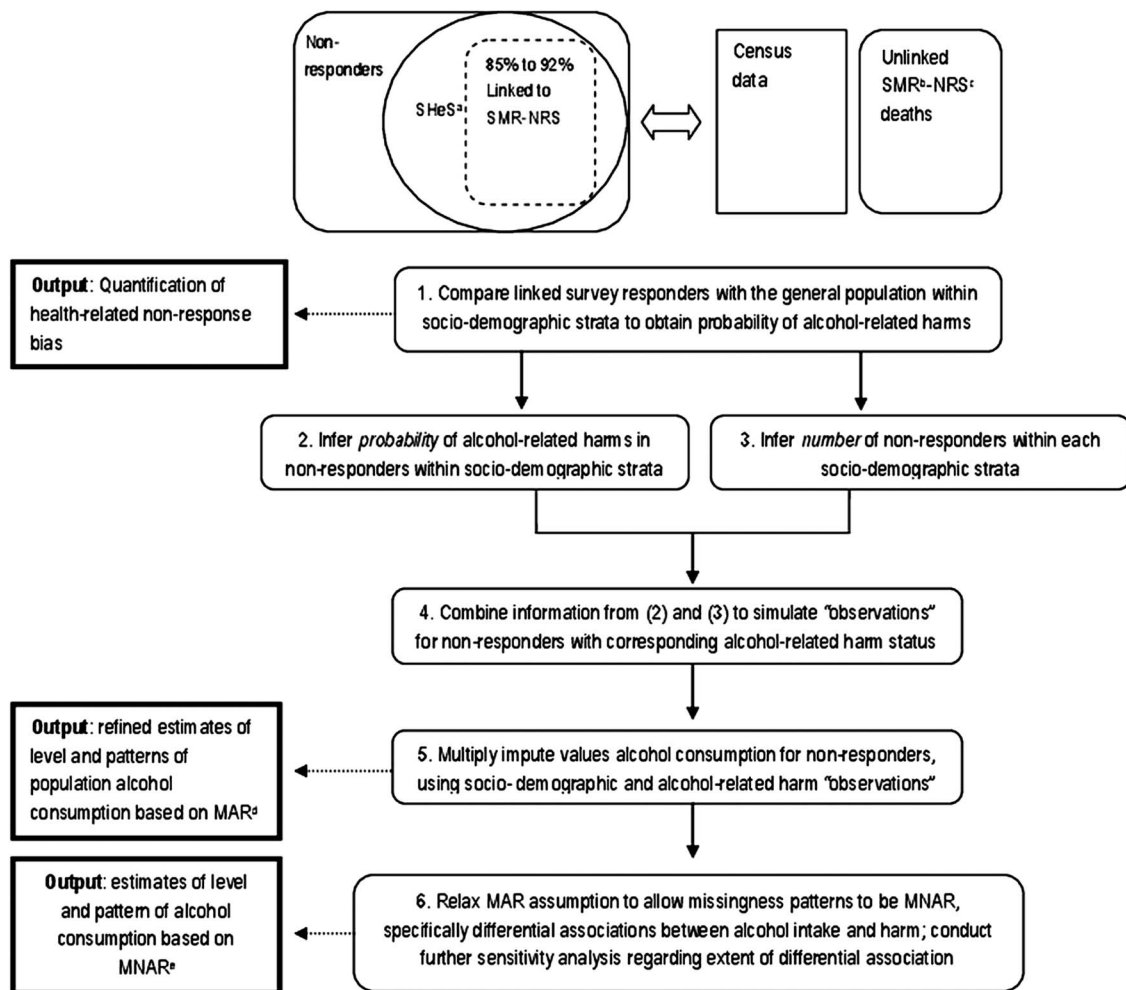 Non-
responders
SHeSᵃ
85% to 92%
Linked to
SMR-NRS
Census
data
Unlinked
SMRᵇ-NRSᶜ
deaths
Output: Quantification of
health-related non-response
bias
1. Compare linked survey responders with the general population within
socio-demographic strata to obtain probability of alcohol-related harms
2. Infer probability of alcohol-related harms in
non-responders within socio-demographic strata
3. Infer number of non-responders within each
socio-demographic strata
4. Combine information from (2) and (3) to simulate "observations"
for non-responders with corresponding alcohol-related harm status
Output: refined estimates of
level and patterns of
population alcohol
consumption based on MARᵈ
5. Multiply impute values alcohol consumption for non-responders,
using socio-demographic and alcohol-related harm "observations"
Output: estimates of level
and pattern of alcohol
consumption based on
MNARᵉ
6. Relax MAR assumption to allow missingness patterns to be MNAR,
specifically differential associations between alcohol intake and harm; conduct
further sensitivity analysis regarding extent of differential association